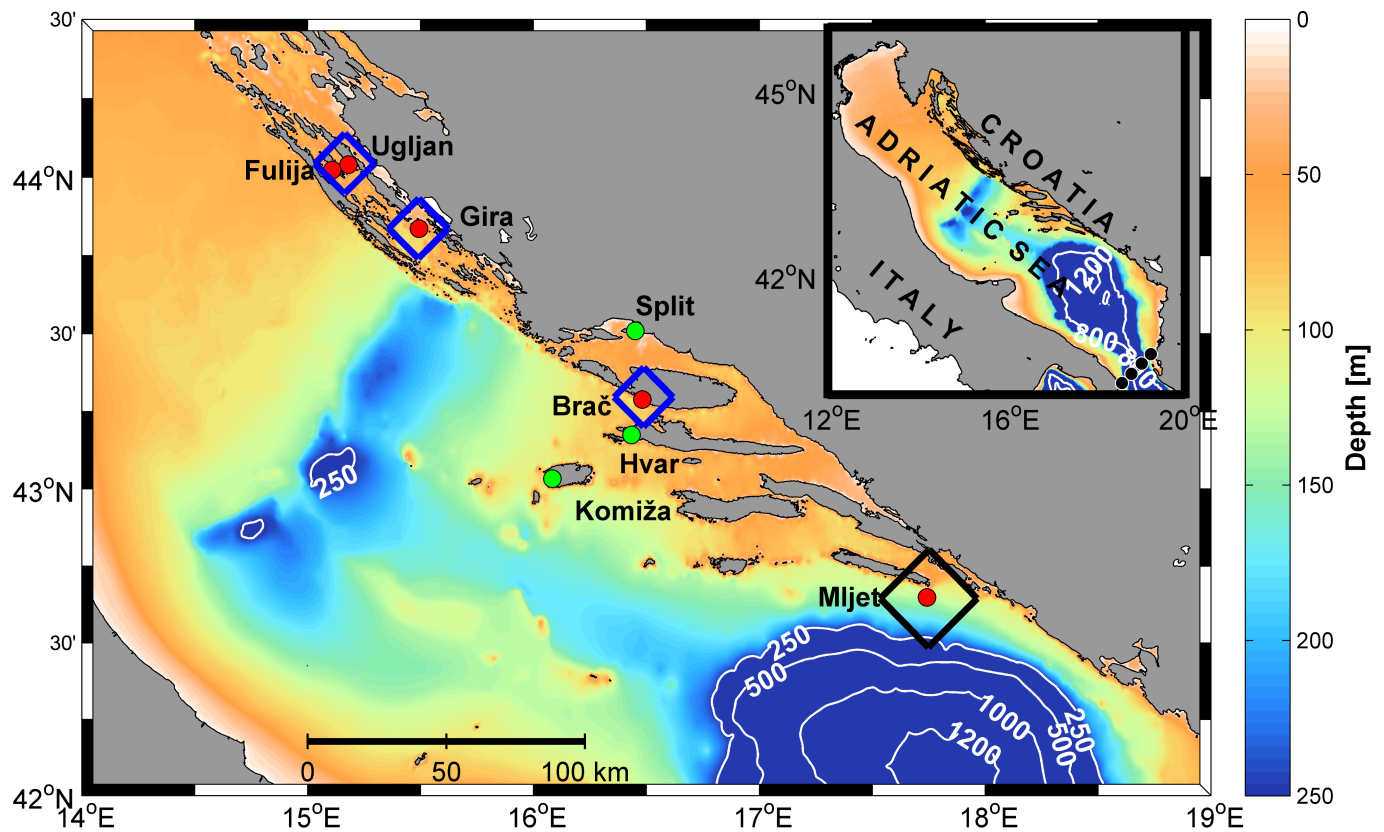 30'
44°N
30'
43°N
30'
42°N
14°E
15°E
16°E
17°E
18°E
19°E
Ugljan
Fulija
Gira
Split
Brač
Hvar
Komiža
Mljet
250
250
500
1000
1200
250
500
0 50 100 km
45°N
42°N
12°E
16°E
20°E
CROATIA
ADRIATIC SEA
ITALY
1200
800
0
50
100
150
200
250
Depth [m]